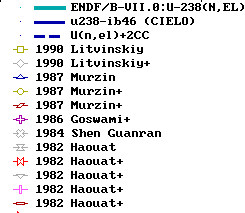 ENDF/B-VII.0:U-238(N,EL)
u238-ib46 (CIELO)
U(n,el)+2CC
1990 Litvinskiy
1990 Litvinskiy+
1987 Murzin
1987 Murzin+
1987 Murzin+
1986 Goswami+
1984 Shen Guanran
1982 Haouat
1982 Haouat+
1982 Haouat+
1982 Haouat+
1982 Haouat+